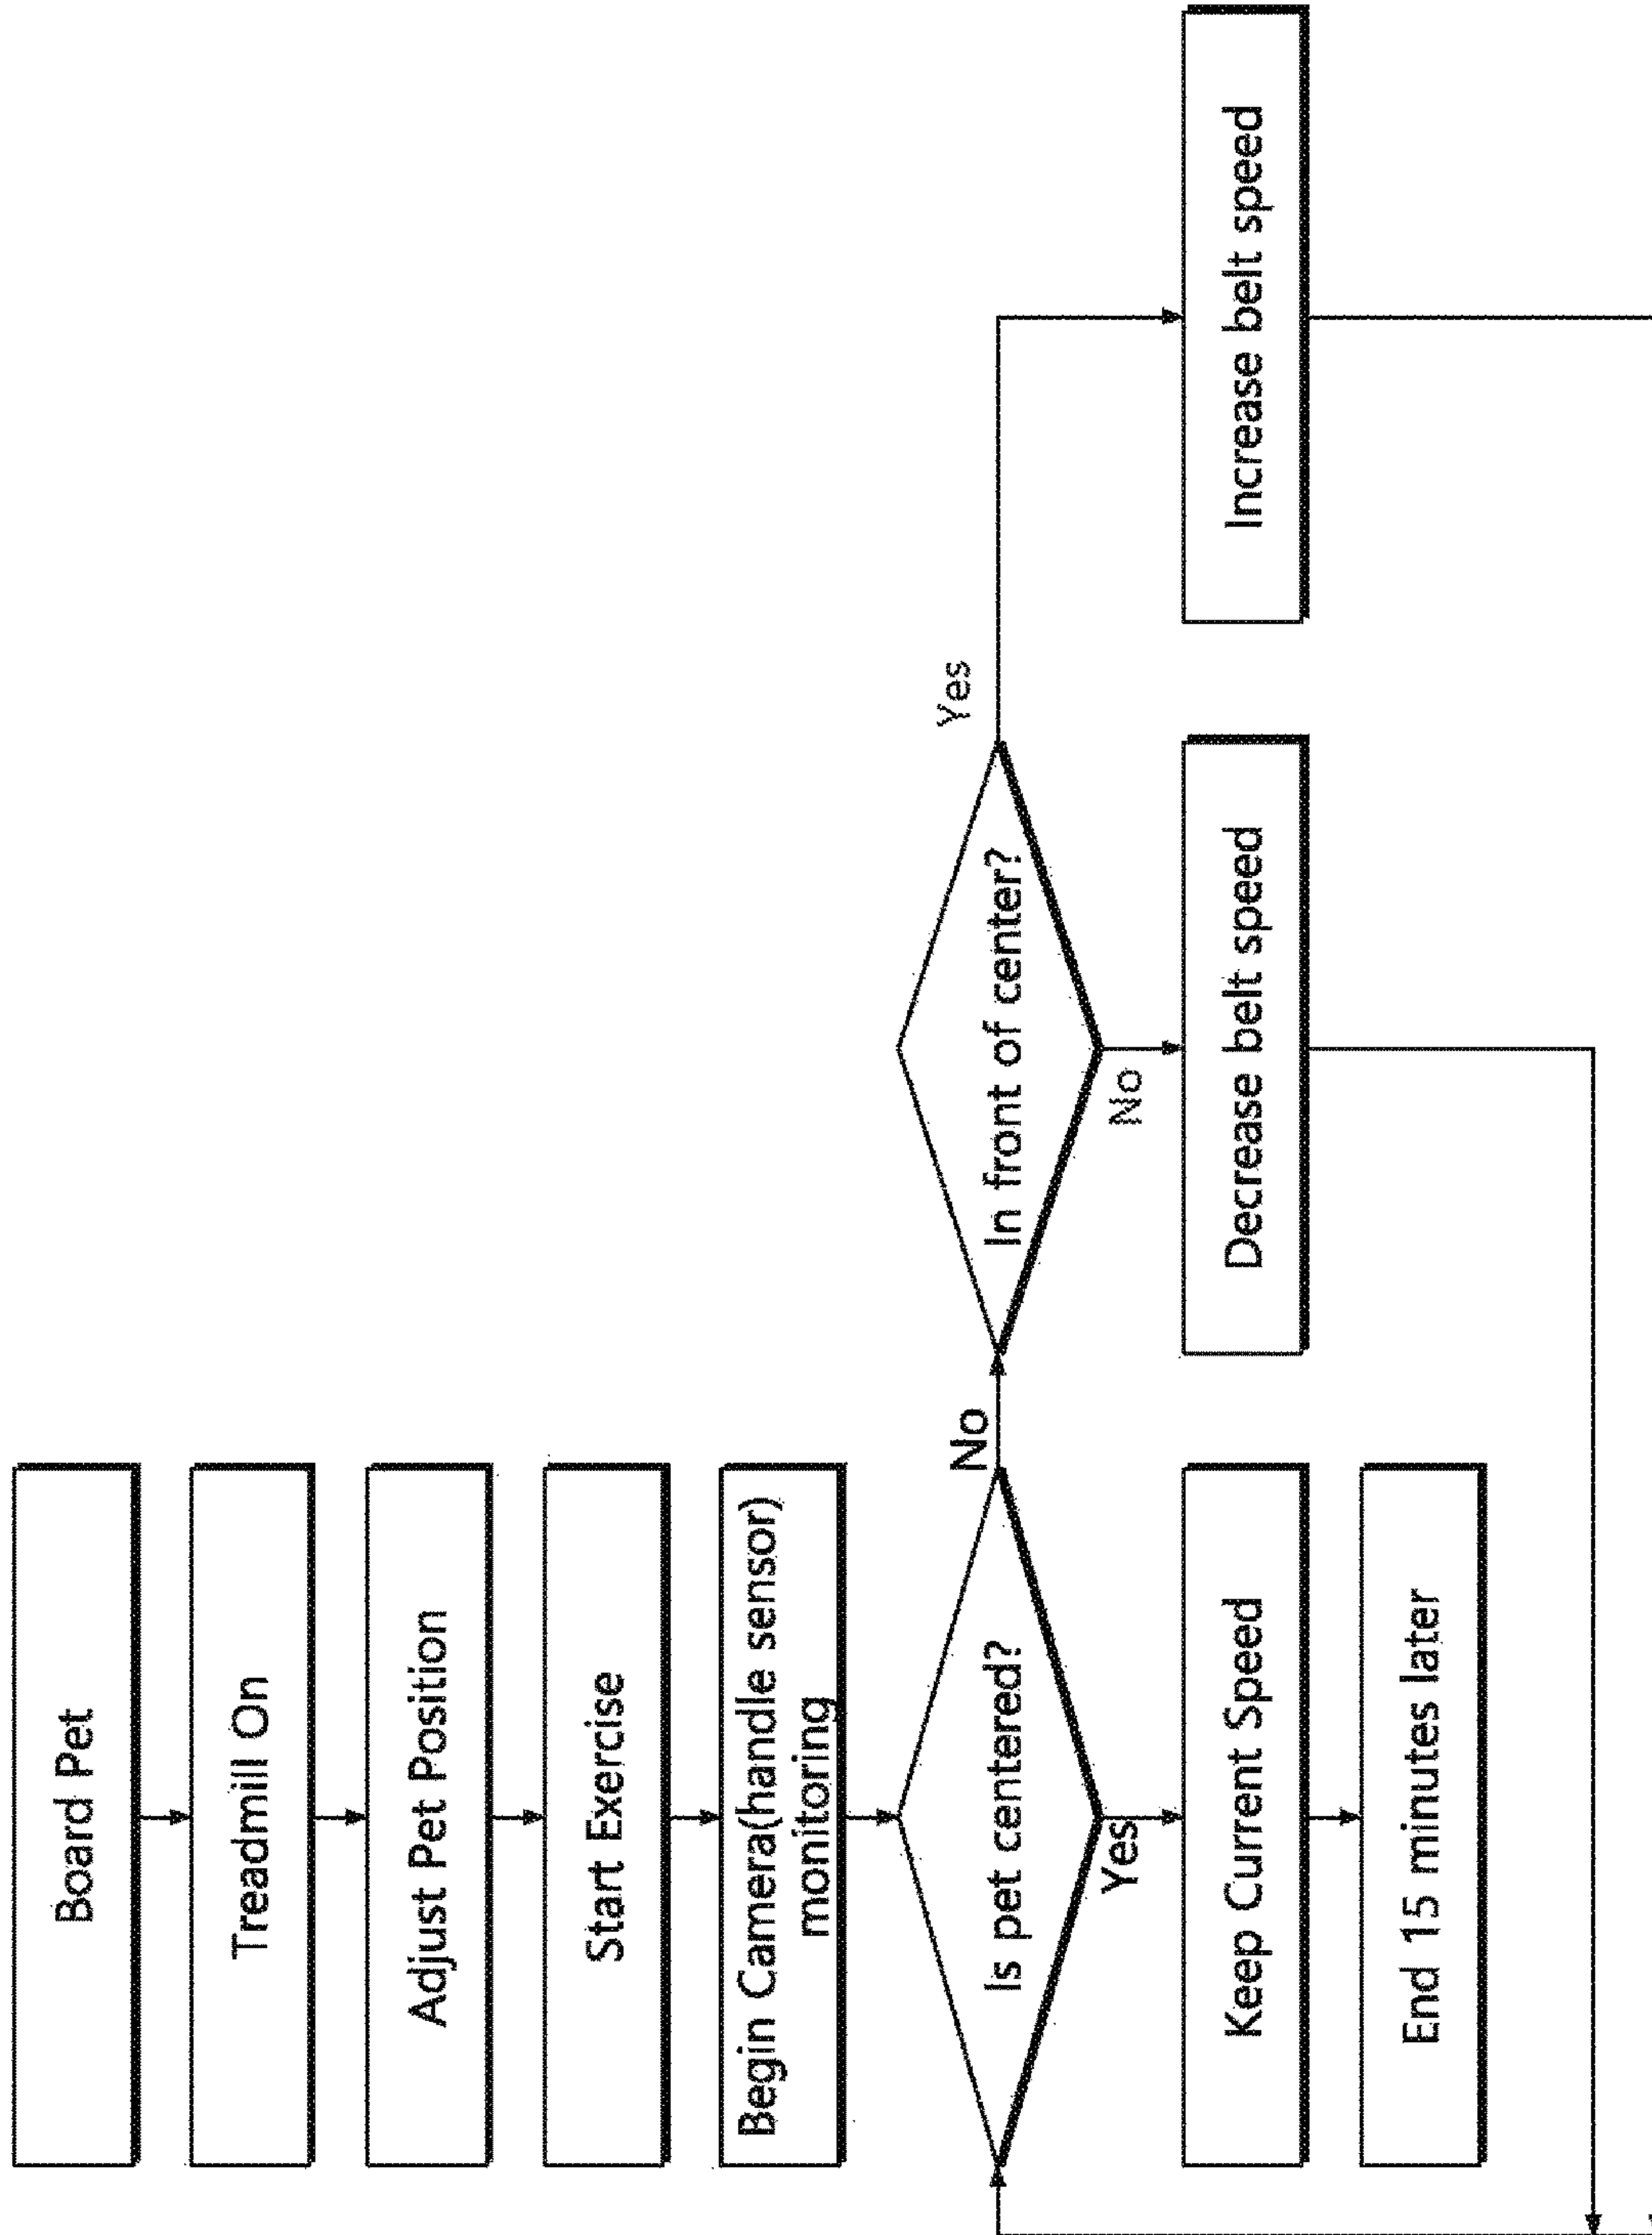 Board Pet
Treadmill On
Adjust Pet Position
Start Exercise
Begin Camera(handle sensor)
monitoring
Is pet centered?
No
In front of center?
Yes
Yes
No
Keep Current Speed
Decrease belt speed
Increase belt speed
End 15 minutes later